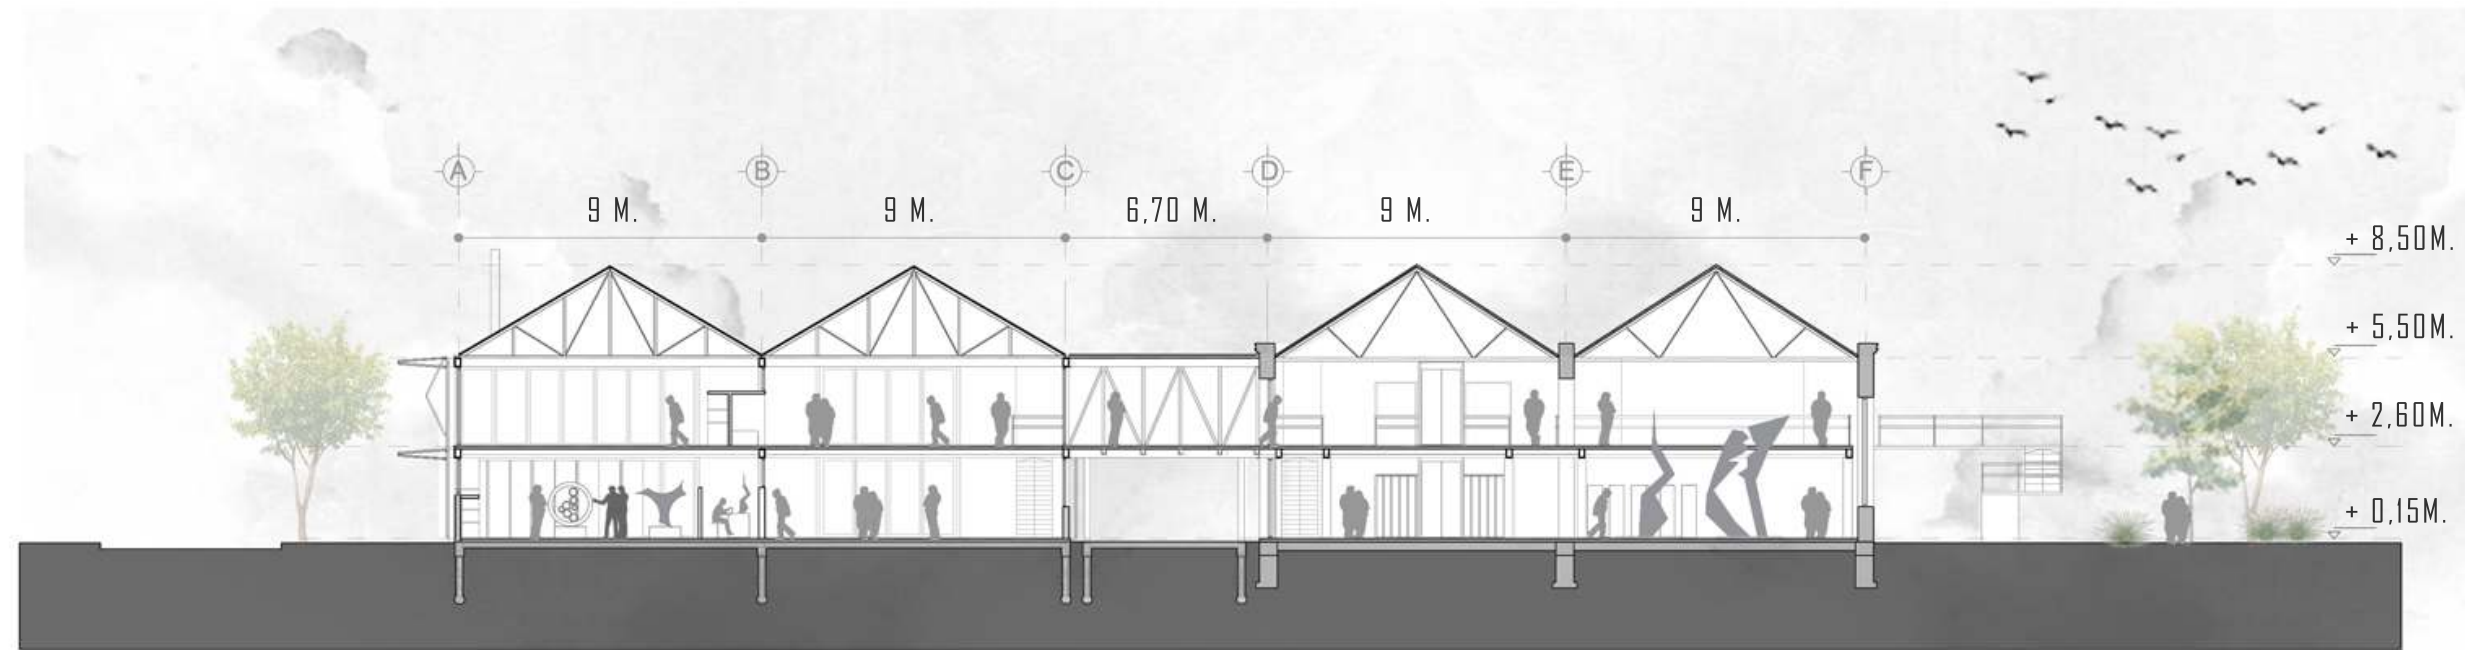 A B C D E F
9 M. 9 M. 6,70 M. 9 M. 9 M.
+ 8,50M.
+ 5,50M.
+ 2,60M.
+ 0,15M.